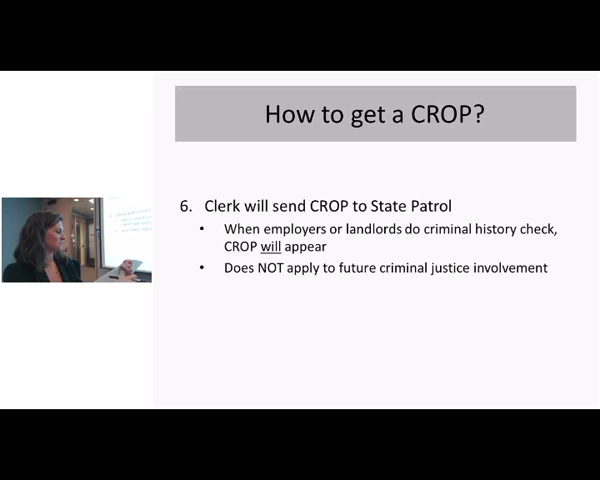 How to get a CROP?
6. Clerk will send CROP to State Patrol
• When employers or landlords do criminal history check,
CROP will appear
• Does NOT apply to future criminal justice involvement